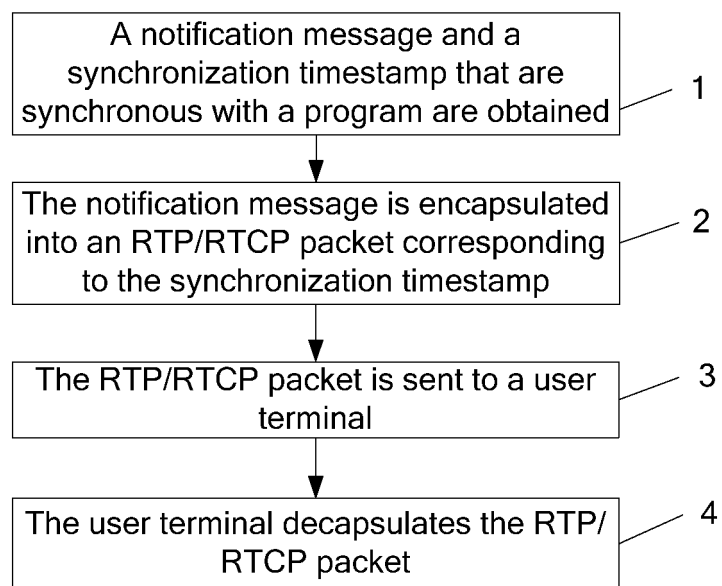 A notification message and a
synchronization timestamp that are
synchronous with a program are obtained
1
The notification message is encapsulated
into an RTP/RTCP packet corresponding
to the synchronization timestamp
2
The RTP/RTCP packet is sent to a user
terminal
3
The user terminal decapsulates the RTP/
RTCP packet
4